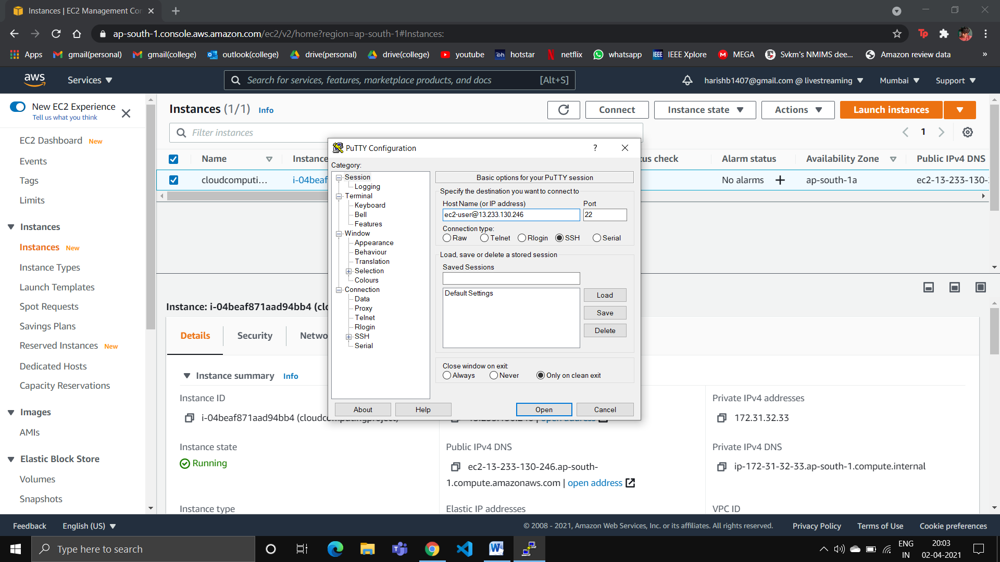 Instances | EC2 Management Con
ap-south-1.console.aws.amazon.com/ec2/v2/home?region=ap-south-1#Instances:
Apps gmail(personal) gmail(college) outlook(college) drive(personal) drive(college) youtube hotstar netflix whatsapp IEEE Xplore MEGA Svkm's NMIMS dee... Amazon review data »
aws Services Search for services, features, marketplace products, and docs [Alt+S] harishb1407@gmail.com @ livestreaming Mumbai Support
New EC2 Experience
Tell us what you think
EC2 Dashboard New
Events
Tags
Limits
Instances
Instances New
Instance Types
Launch Templates
Spot Requests
Savings Plans
Reserved Instances New
Dedicated Hosts
Capacity Reservations
Images
AMIs
Elastic Block Store
Volumes
Snapshots
Instances (1/1) Info Connect Instance state Actions Launch instances
Filter instances 1
Name Instance us check Alarm status Availability Zone Public IPv4 DNS
cloudcomputi... i-04beaf No alarms ap-south-1a ec2-13-233-130-
PuTTY Configuration ?
Category:
Session
Logging
Terminal
Keyboard
Bell
Features
Window
Appearance
Behaviour
Translation
Selection
Colours
Connection
Data
Proxy
Telnet
Rlogin
SSH
Serial
Basic options for your PuTTY session
Specify the destination you want to connect to
Host Name (or IP address) Port
ec2-user@13.233.130.246 22
Connection type:
Raw Telnet Rlogin SSH Serial
Load, save or delete a stored session
Saved Sessions
Default Settings
Load
Save
Delete
Close window on exit:
Always Never Only on clean exit
About Help Open Cancel
Instance: i-04beaf871aad94bb4 (clo
Details Security Netwo
Instance summary Info
Instance ID
i-04beaf871aad94bb4 (cloudcomputingproject)
Private IPv4 addresses
172.31.32.33
Instance state
Running
Public IPv4 DNS
ec2-13-233-130-246.ap-south-
1.compute.amazonaws.com | open address
Private IPv4 DNS
ip-172-31-32-33.ap-south-1.compute.internal
Instance type Elastic IP addresses VPC ID
Feedback English (US) © 2008 - 2021, Amazon Web Services, Inc. or its affiliates. All rights reserved. Privacy Policy Terms of Use Cookie preferences
Type here to search
ENG
IN
20:03
02-04-2021